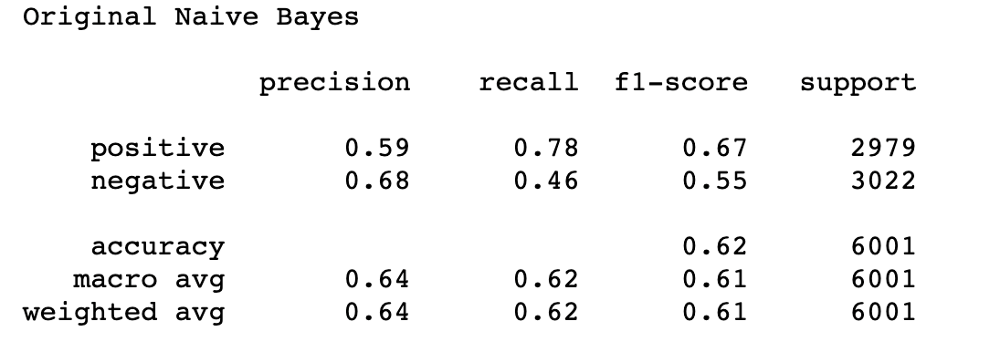 Original Naive Bayes
precision recall f1-score support
positive 0.59 0.78 0.67 2979
negative 0.68 0.46 0.55 3022
accuracy 0.62 6001
macro avg 0.64 0.62 0.61 6001
weighted avg 0.64 0.62 0.61 6001